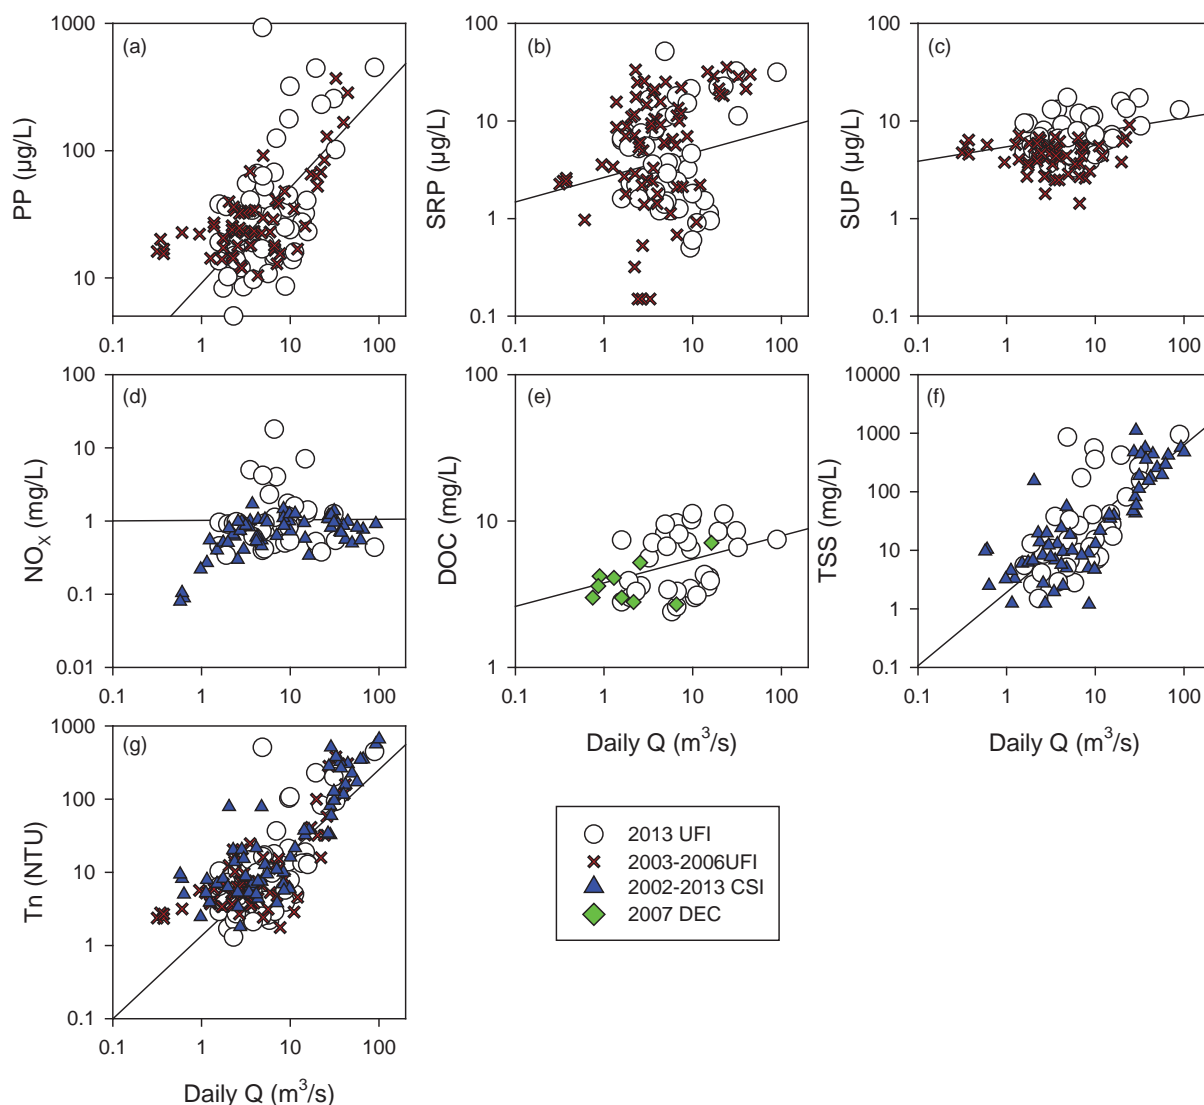 (a)
PP (µg/L)
1000
100
10
0.1 1 10 100
(b)
SRP (µg/L)
100
10
1
0.1
0.1 1 10 100
(c)
SUP (µg/L)
100
10
1
0.1
0.1 1 10 100
(d)
NOX (mg/L)
100
10
1
0.1
0.01
0.1 1 10 100
(e)
DOC (mg/L)
100
10
1
0.1 1 10 100
Daily Q (m3/s)
(f)
TSS (mg/L)
10000
1000
100
10
1
0.1
0.1 1 10 100
Daily Q (m3/s)
(g)
Tn (NTU)
1000
100
10
1
0.1
0.1 1 10 100
Daily Q (m3/s)
2013 UFI
2003-2006UFI
2002-2013 CSI
2007 DEC